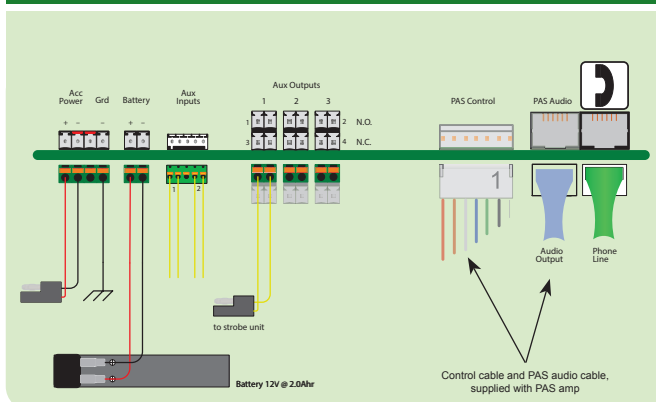 Aux Outputs
Acc
Power
Grd
Battery
Aux
Inputs
1
2
3
PAS Control
PAS Audio
+
–
–
+
–
1
2
N.O.
3
4
N.C.
1
2
1
Audio
Output
Phone
Line
to strobe unit
Battery 12V @ 2.0Ahr
Control cable and PAS audio cable,
supplied with PAS amp